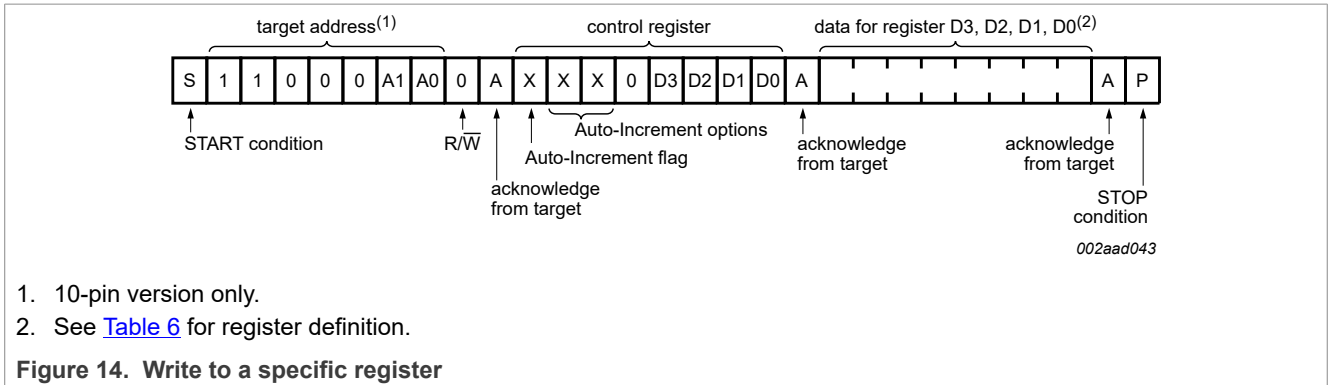 target address(1) control register data for register D3, D2, D1, D0(2)
S 1 1 0 0 0 A1 A0 0 A X X X 0 D3 D2 D1 D0 A A P
START condition R/W Auto-Increment options acknowledge from target acknowledge from target
Auto-Increment flag
acknowledge from target
STOP condition
002aad043
1. 10-pin version only.
2. See Table 6 for register definition.
Figure 14. Write to a specific register